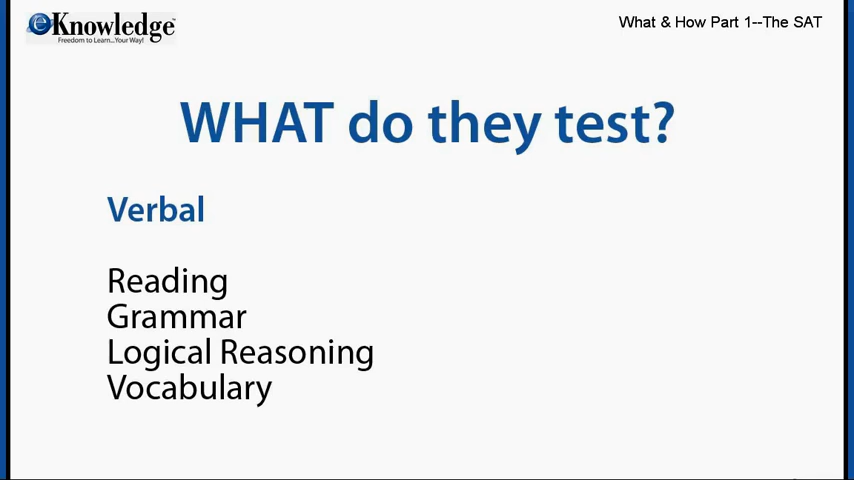 eKnowledge™
Freedom to Learn...Your Way!
What & How Part 1--The SAT
WHAT do they test?
Verbal
Reading
Grammar
Logical Reasoning
Vocabulary